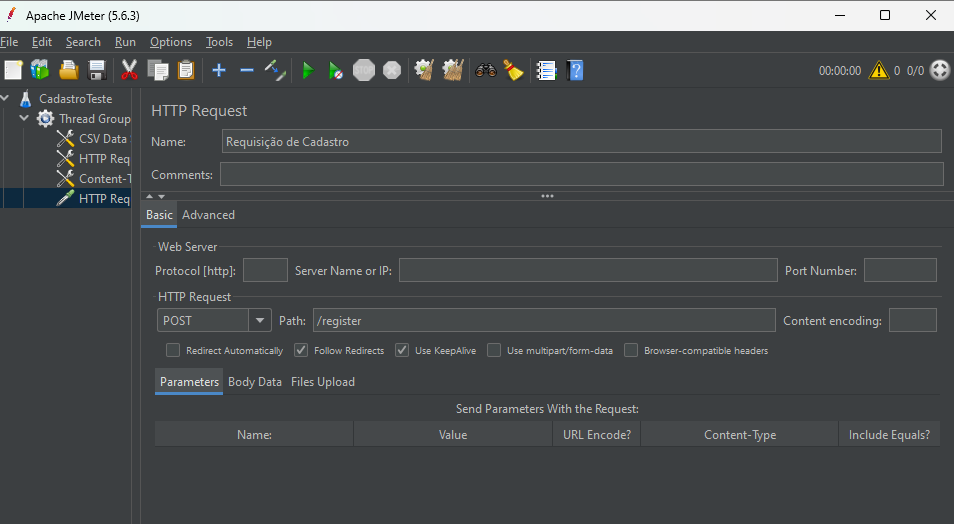 Apache JMeter (5.6.3)
File Edit Search Run Options Tools Help
00:00:00 0 0/0
CadastroTeste
Thread Group
CSV Data
HTTP Req
Content-T
HTTP Req
HTTP Request
Name: Requisição de Cadastro
Comments:
Basic Advanced
Web Server
Protocol [http]: Server Name or IP: Port Number:
HTTP Request
POST Path: /register Content encoding:
Redirect Automatically Follow Redirects Use KeepAlive Use multipart/form-data Browser-compatible headers
Parameters Body Data Files Upload
Send Parameters With the Request:
Name: Value URL Encode? Content-Type Include Equals?